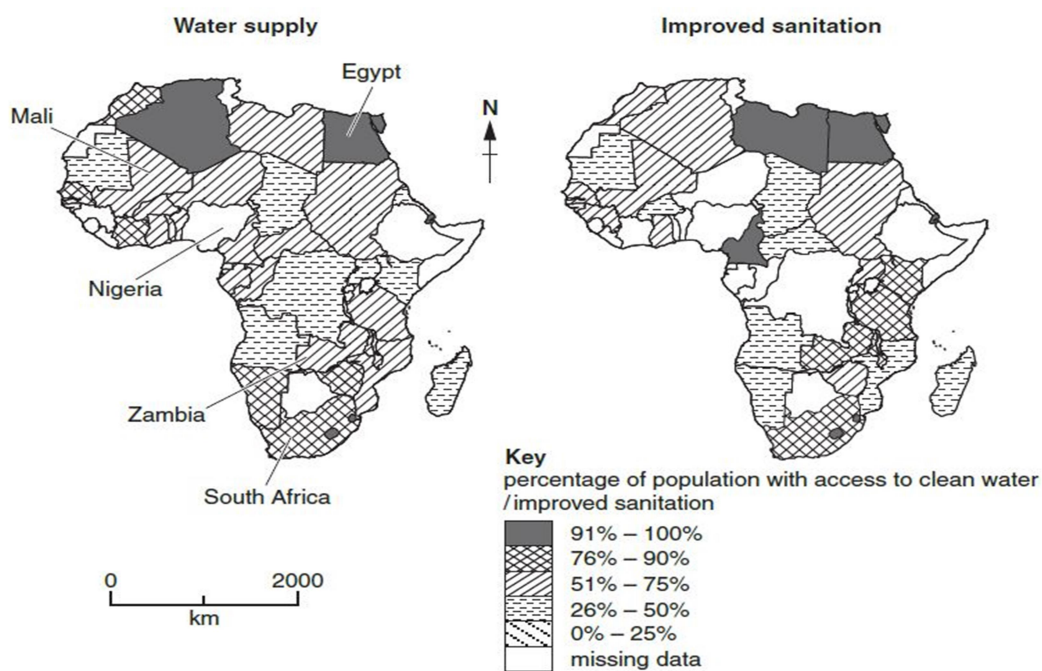 Water supply
Improved sanitation
Egypt
Mali
N
Nigeria
Zambia
South Africa
Key
percentage of population with access to clean water
/improved sanitation
91% – 100%
76% – 90%
51% – 75%
26% – 50%
0% – 25%
missing data
0 2000
km